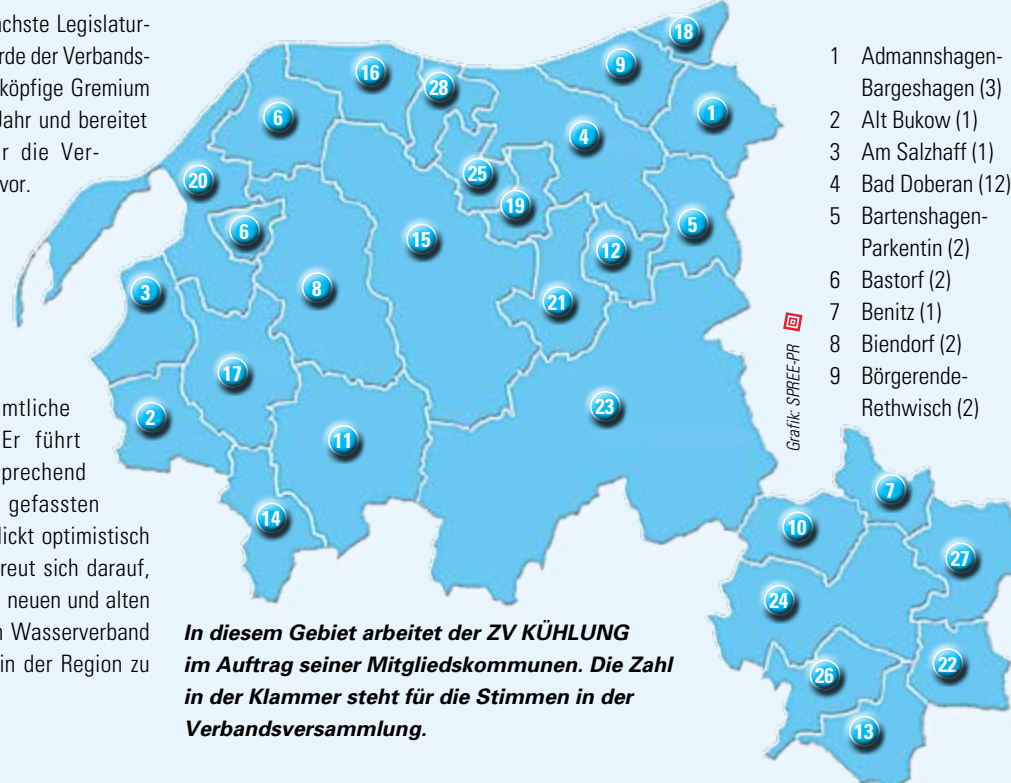 ächste Legislatur-
rde der Verbands-
köpfige Gremium
Jahr und bereitet
r die Ver-
vor.
mtliche
Er führt
prechend
gefassten
lickt optimistisch
reut sich darauf,
neuen und alten
n Wasserverband
in der Region zu
18
9
16
28
1
6
4
25
20
19
6
5
15
12
3
8
21
17
23
2
11
14
7
10
27
24
22
26
13
1 Admannshagen-
Bargeshagen (3)
2 Alt Bukow (1)
3 Am Salzhaff (1)
4 Bad Doberan (12)
5 Bartenshagen-
Parkentin (2)
6 Bastorf (2)
7 Benitz (1)
8 Biendorf (2)
9 Börgerende-
Rethwisch (2)
Grafik: SPREE-PR
In diesem Gebiet arbeitet der ZV KÜHLUNG
im Auftrag seiner Mitgliedskommunen. Die Zahl
in der Klammer steht für die Stimmen in der
Verbandsversammlung.